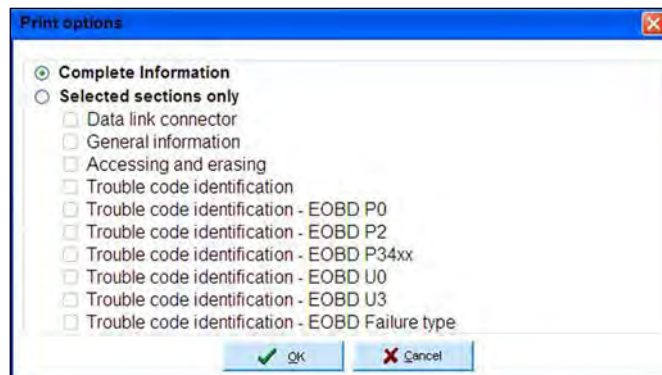 Print options
Complete Information
Selected sections only
Data link connector
General information
Accessing and erasing
Trouble code identification
Trouble code identification - EOBD P0
Trouble code identification - EOBD P2
Trouble code identification - EOBD P34xx
Trouble code identification - EOBD U0
Trouble code identification - EOBD U3
Trouble code identification - EOBD Failure type
OK Cancel